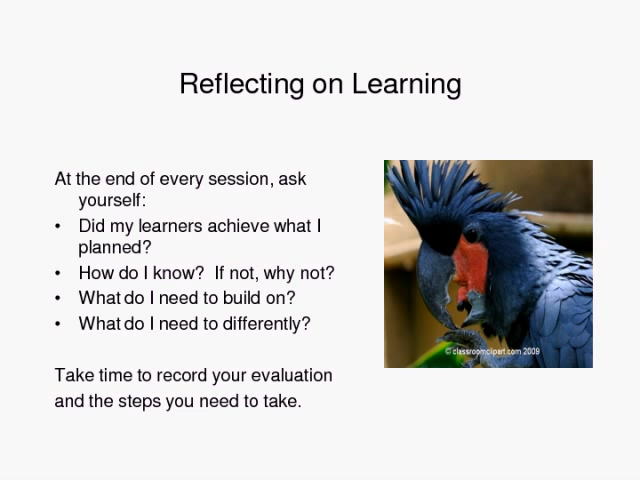 Reflecting on Learning
At the end of every session, ask
yourself:
• Did my learners achieve what I
planned?
• How do I know?  If not, why not?
• What do I need to build on?
• What do I need to differently?
Take time to record your evaluation
and the steps you need to take.
© classroomclipart.com 2009